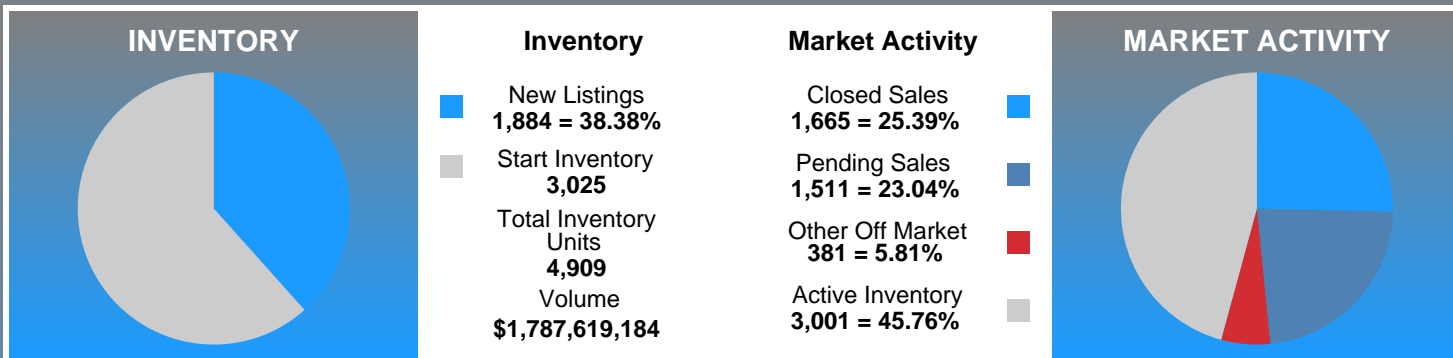 INVENTORY
Inventory
New Listings
1,884 = 38.38%
Start Inventory
3,025
Total Inventory
Units
4,909
Volume
$1,787,619,184
Market Activity
Closed Sales
1,665 = 25.39%
Pending Sales
1,511 = 23.04%
Other Off Market
381 = 5.81%
Active Inventory
3,001 = 45.76%
MARKET ACTIVITY